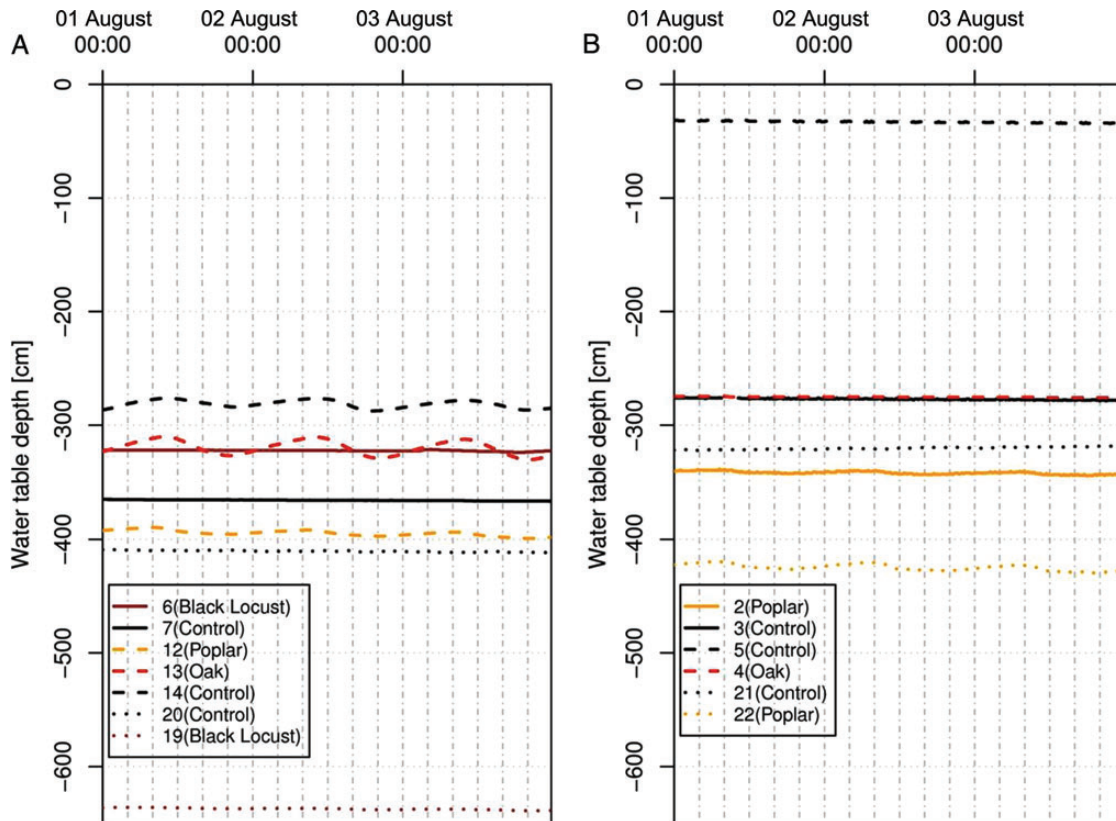 A
01 August
00:00
02 August
00:00
03 August
00:00
Water table depth [cm]
0
−100
−200
−300
−400
−500
−600
6(Black Locust)
7(Control)
12(Poplar)
13(Oak)
14(Control)
20(Control)
19(Black Locust)
B
01 August
00:00
02 August
00:00
03 August
00:00
Water table depth [cm]
0
−100
−200
−300
−400
−500
−600
2(Poplar)
3(Control)
5(Control)
4(Oak)
21(Control)
22(Poplar)